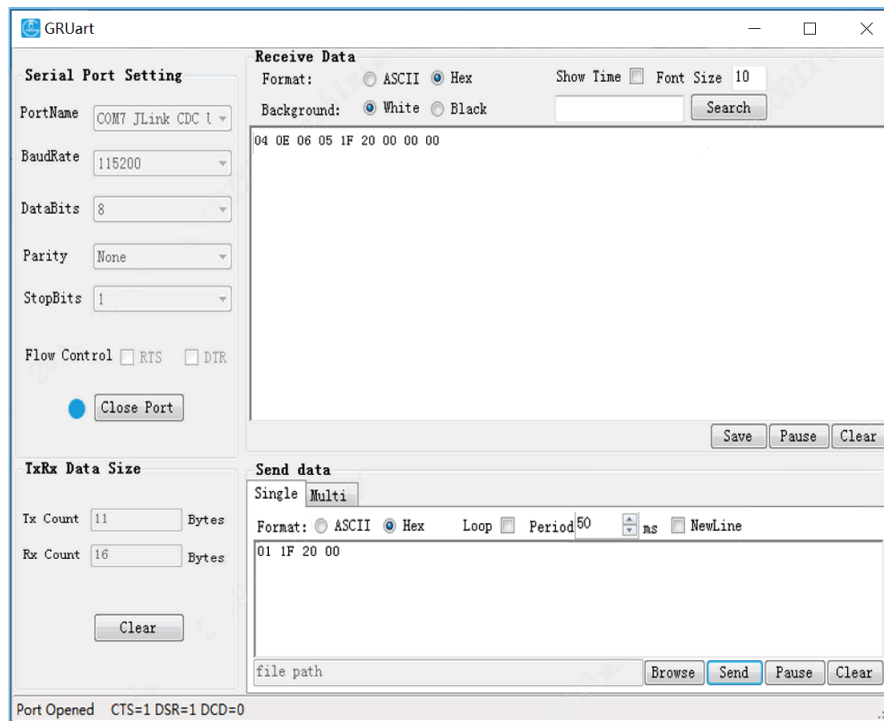 GRUart
Serial Port Setting
PortName COM7 JLink CDC U
BaudRate 115200
DataBits 8
Parity None
StopBits 1
Flow Control RTS DTR
Close Port
TxRx Data Size
Tx Count 11 Bytes
Rx Count 16 Bytes
Clear
Receive Data
Format: ASCII Hex Show Time Font Size 10
Background: White Black Search
04 0E 06 05 1F 20 00 00 00
Save Pause Clear
Send data
Single Multi
Format: ASCII Hex Loop Period 50 ms NewLine
01 1F 20 00
file path Browse Send Pause Clear
Port Opened CTS=1 DSR=1 DCD=0